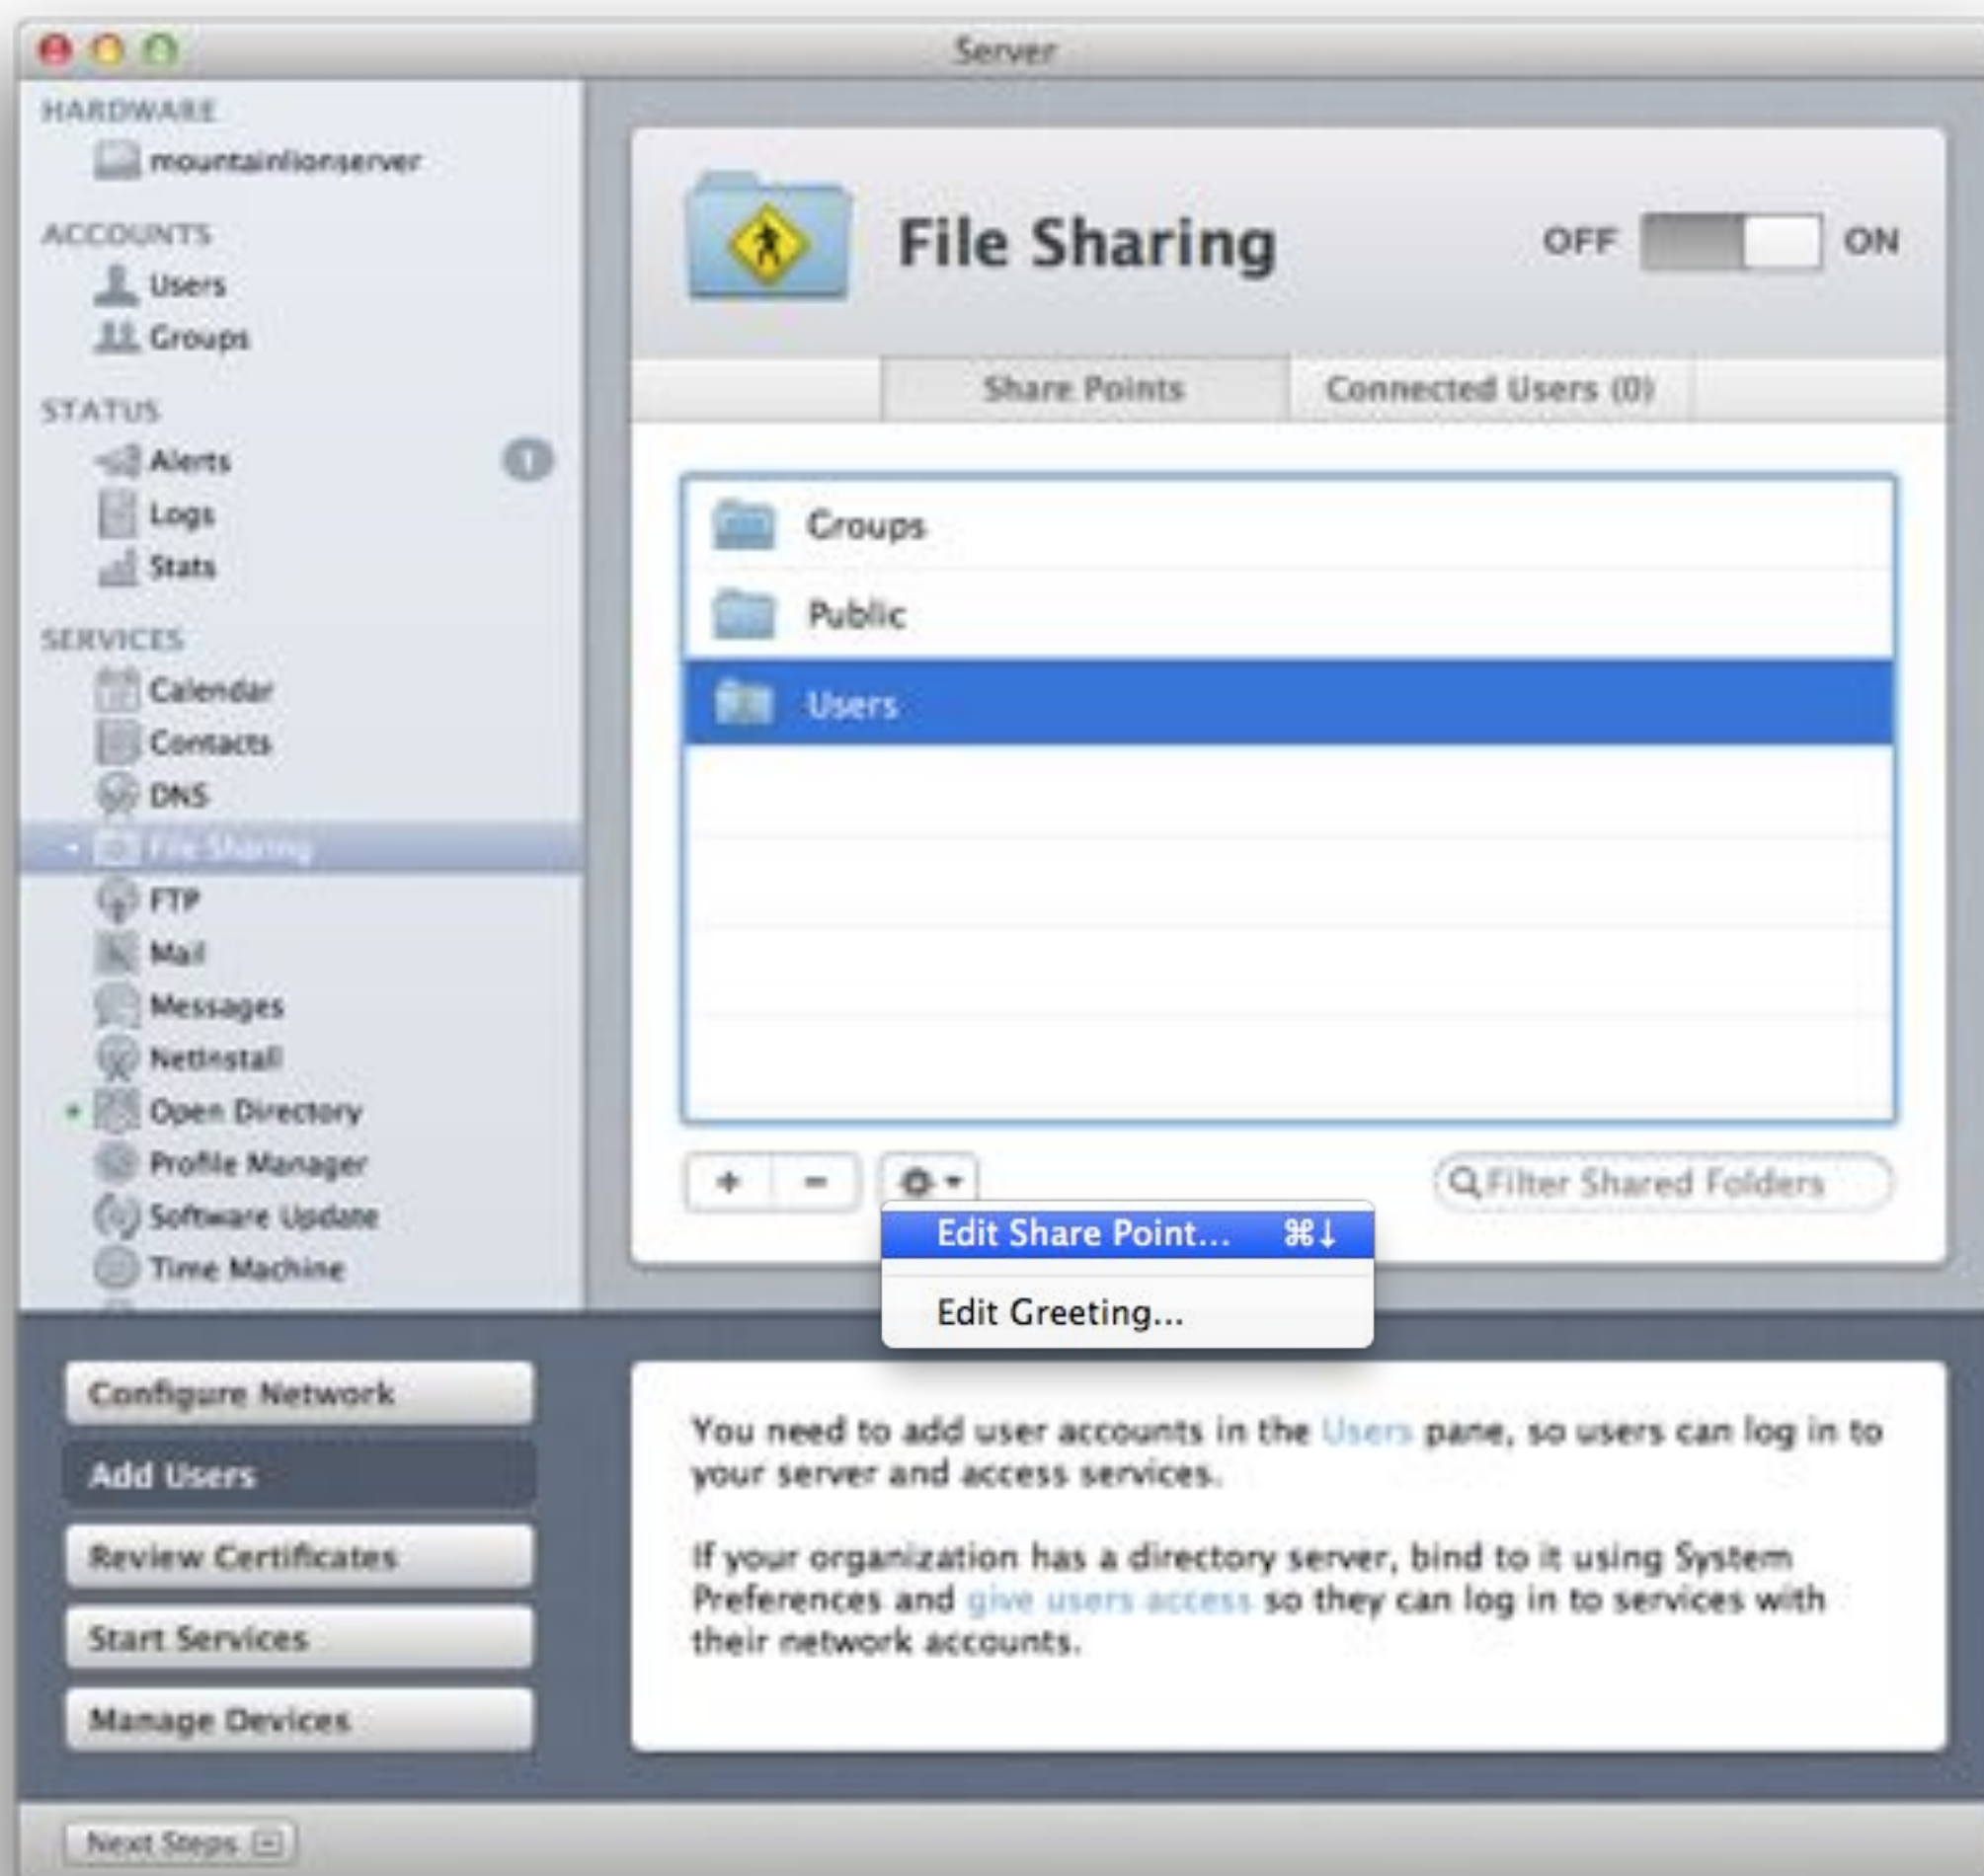 Server
HARDWARE
mountainlionserver
ACCOUNTS
Users
Groups
STATUS
Alerts 1
Logs
Stats
SERVICES
Calendar
Contacts
DNS
File Sharing
FTP
Mail
Messages
NetInstall
Open Directory
Profile Manager
Software Update
Time Machine
File Sharing
OFF ON
Share Points Connected Users (0)
Groups
Public
Users
+ − Filter Shared Folders
Edit Share Point... ⌘↓
Edit Greeting...
Configure Network
Add Users
Review Certificates
Start Services
Manage Devices
You need to add user accounts in the Users pane, so users can log in to
your server and access services.
If your organization has a directory server, bind to it using System
Preferences and give users access so they can log in to services with
their network accounts.
Next Steps